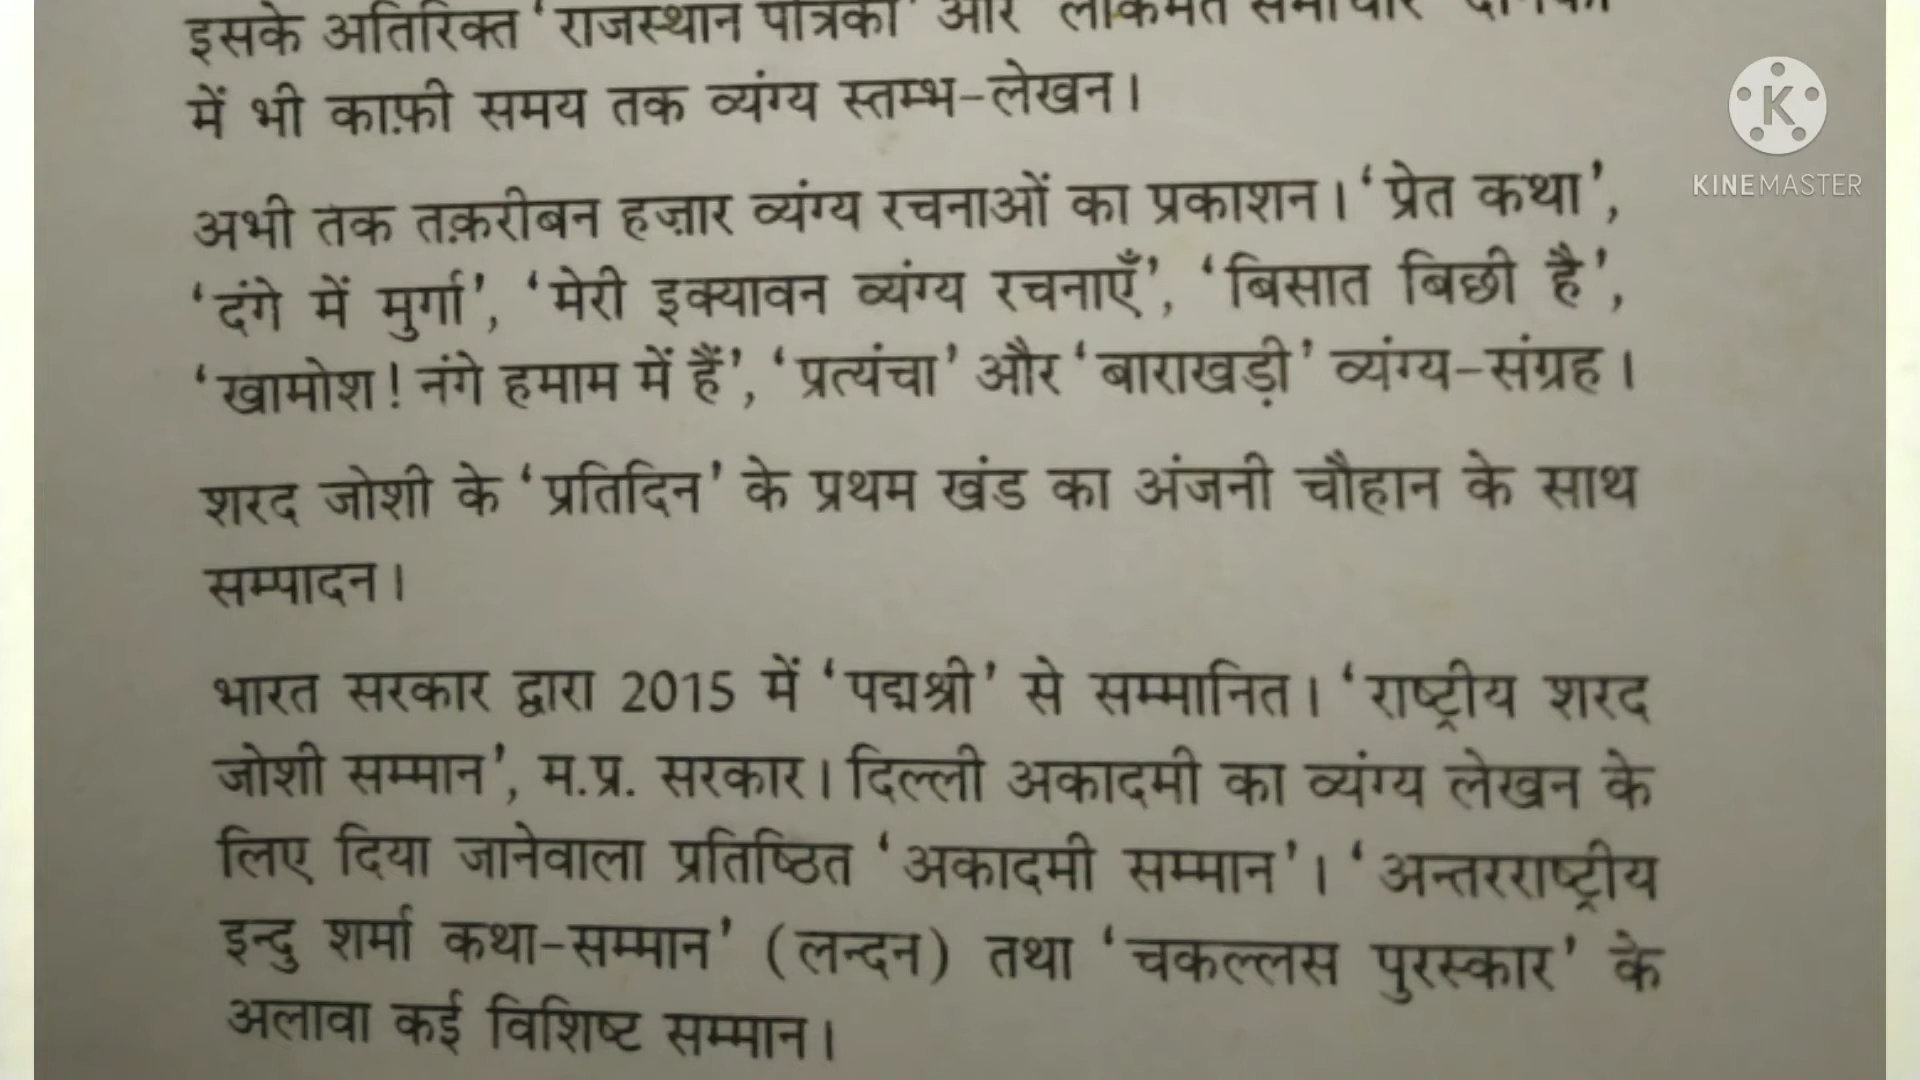 इसके अतिरिक्त 'राजस्थान पत्रिका' और 'लोकमत समाचार' दैनिकों
में भी काफ़ी समय तक व्यंग्य स्तम्भ-लेखन।
अभी तक तक़रीबन हज़ार व्यंग्य रचनाओं का प्रकाशन। 'प्रेत कथा',
'दंगे में मुर्गा', 'मेरी इक्यावन व्यंग्य रचनाएँ', 'बिसात बिछी है',
'खामोश! नंगे हमाम में हैं', 'प्रत्यंचा' और 'बाराखड़ी' व्यंग्य-संग्रह।
शरद जोशी के 'प्रतिदिन' के प्रथम खंड का अंजनी चौहान के साथ
सम्पादन।
भारत सरकार द्वारा 2015 में 'पद्मश्री' से सम्मानित। 'राष्ट्रीय शरद
जोशी सम्मान', म.प्र. सरकार। दिल्ली अकादमी का व्यंग्य लेखन के
लिए दिया जानेवाला प्रतिष्ठित 'अकादमी सम्मान'। 'अन्तरराष्ट्रीय
इन्दु शर्मा कथा-सम्मान' (लन्दन) तथा 'चकल्लस पुरस्कार' के
अलावा कई विशिष्ट सम्मान।
K
KINEMASTER